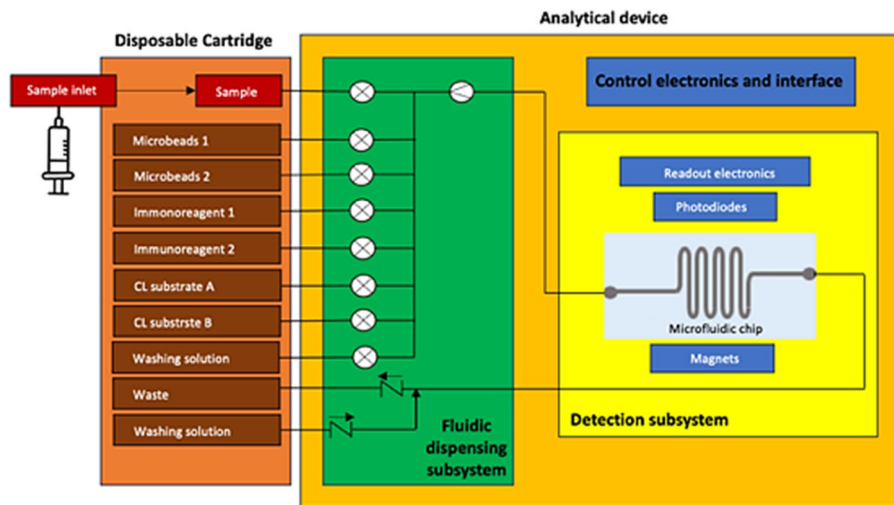 Analytical device
Disposable Cartridge
Sample inlet
Sample
Control electronics and interface
Microbeads 1
Microbeads 2
Immonoreagent 1
Immunoreagent 2
CL substrate A
CL substrste B
Washing solution
Waste
Washing solution
Fluidic
dispensing
subsystem
Readout electronics
Photodiodes
Microfluidic chip
Magnets
Detection subsystem